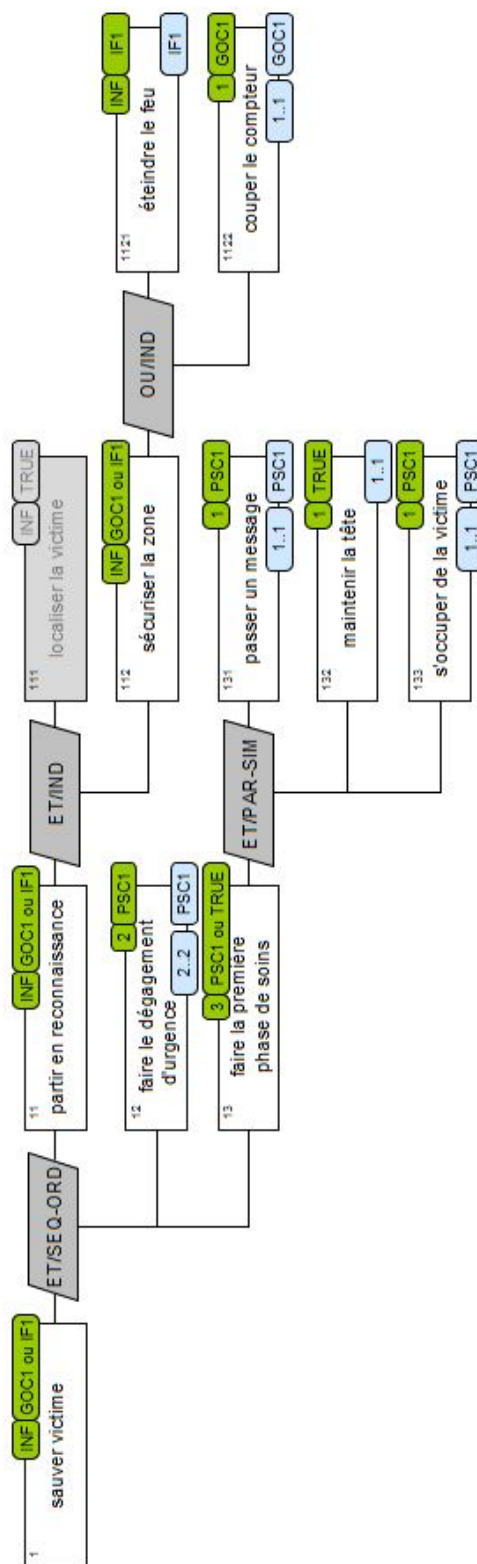 INF GOC1 ou IF1
1
sauver victime
ET/SEQ-ORD
INF GOC1 ou IF1
11
partir en reconnaissance
ET/IND
INF TRUE
111
localiser la victime
INF GOC1 ou IF1
112
sécuriser la zone
OU/IND
INF IF1
1121
éteindre le feu
IF1
1 GOC1
1122
couper le compteur
1..1 GOC1
2 PSC1
12
faire le dégagement
d'urgence
2..2 PSC1
3 PSC1 ou TRUE
13
faire la première
phase de soins
ET/PAR-SIM
1 PSC1
131
passer un message
1..1 PSC1
1 TRUE
132
maintenir la tête
1..1
1 PSC1
133
s'occuper de la victime
1..1 PSC1